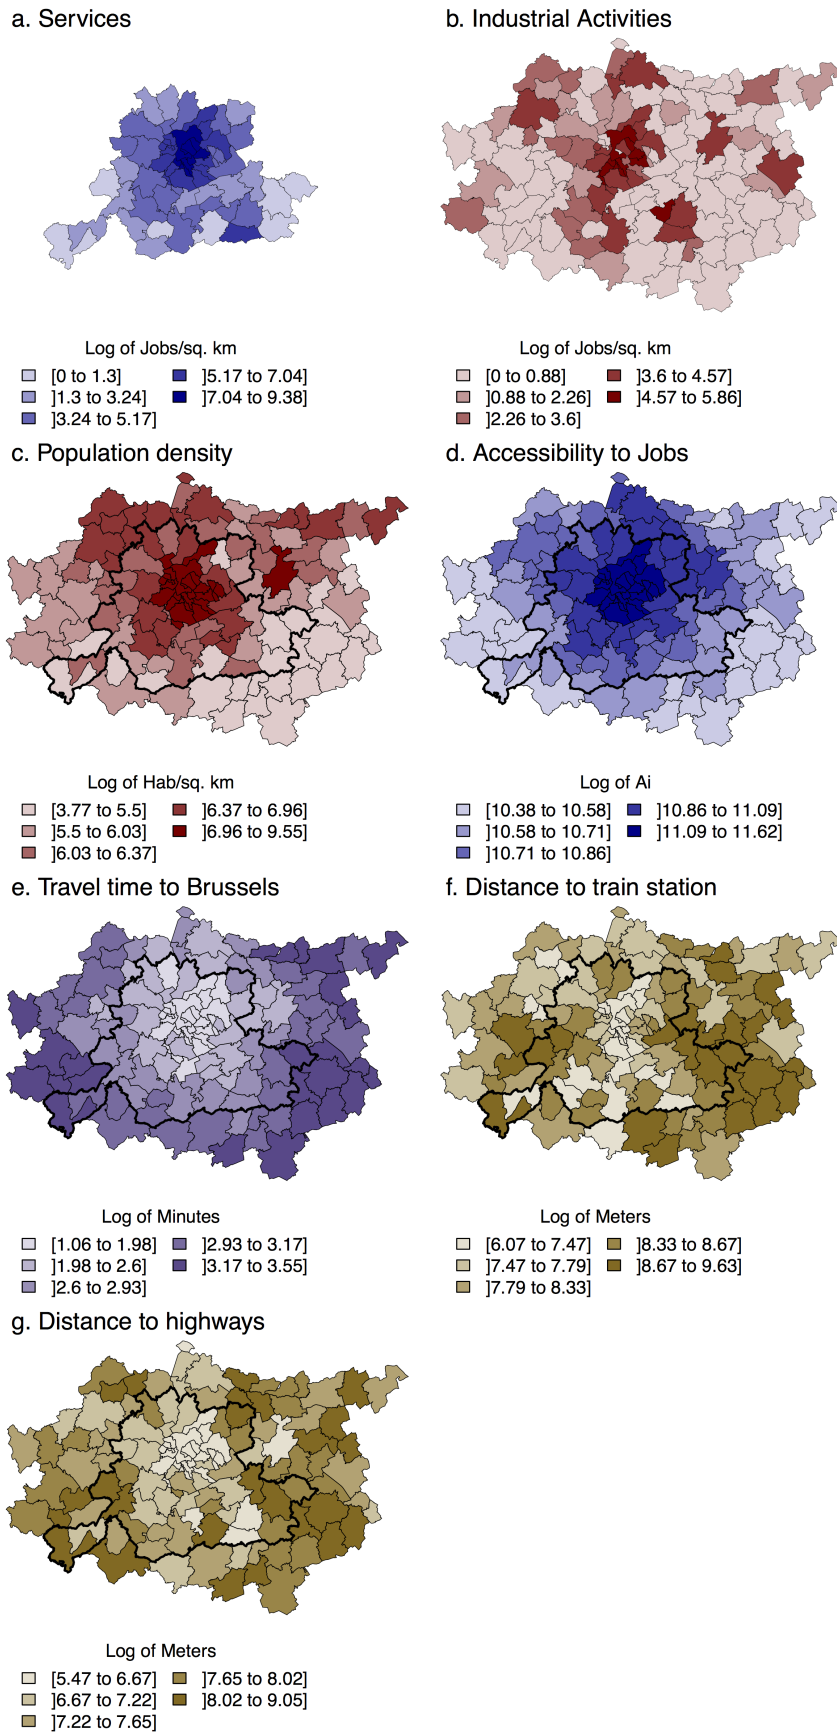 a. Services
b. Industrial Activities
Log of Jobs/sq. km
[0 to 1.3] ]5.17 to 7.04]
]1.3 to 3.24] ]7.04 to 9.38]
]3.24 to 5.17]
Log of Jobs/sq. km
[0 to 0.88] ]3.6 to 4.57]
]0.88 to 2.26] ]4.57 to 5.86]
]2.26 to 3.6]
c. Population density
d. Accessibility to Jobs
Log of Hab/sq. km
[3.77 to 5.5] ]6.37 to 6.96]
]5.5 to 6.03] ]6.96 to 9.55]
]6.03 to 6.37]
Log of Ai
[10.38 to 10.58] ]10.86 to 11.09]
]10.58 to 10.71] ]11.09 to 11.62]
]10.71 to 10.86]
e. Travel time to Brussels
f. Distance to train station
Log of Minutes
[1.06 to 1.98] ]2.93 to 3.17]
]1.98 to 2.6] ]3.17 to 3.55]
]2.6 to 2.93]
Log of Meters
[6.07 to 7.47] ]8.33 to 8.67]
]7.47 to 7.79] ]8.67 to 9.63]
]7.79 to 8.33]
g. Distance to highways
Log of Meters
[5.47 to 6.67] ]7.65 to 8.02]
]6.67 to 7.22] ]8.02 to 9.05]
]7.22 to 7.65]